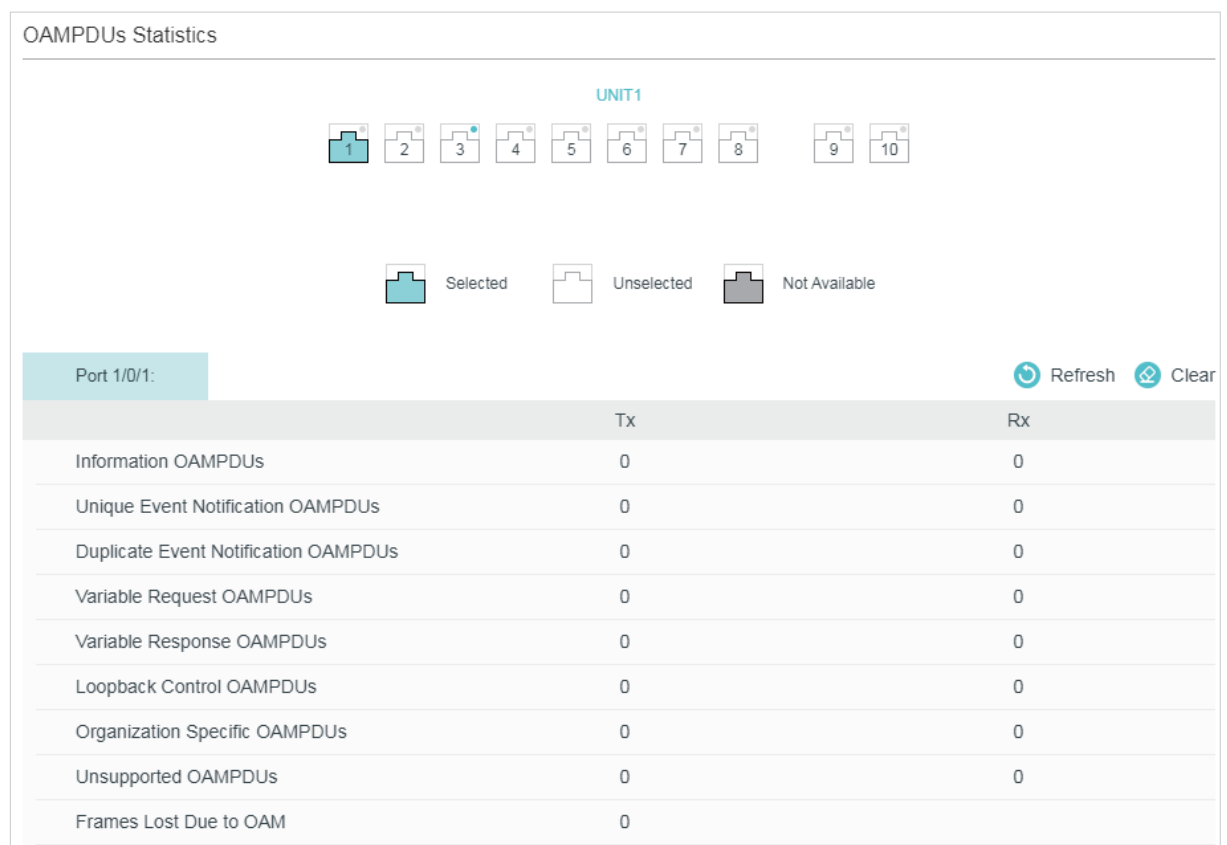 OAMPDUs Statistics
UNIT1
1 2 3 4 5 6 7 8 9 10
Selected Unselected Not Available
Port 1/0/1: Refresh Clear
Tx Rx
Information OAMPDUs 0 0
Unique Event Notification OAMPDUs 0 0
Duplicate Event Notification OAMPDUs 0 0
Variable Request OAMPDUs 0 0
Variable Response OAMPDUs 0 0
Loopback Control OAMPDUs 0 0
Organization Specific OAMPDUs 0 0
Unsupported OAMPDUs 0 0
Frames Lost Due to OAM 0